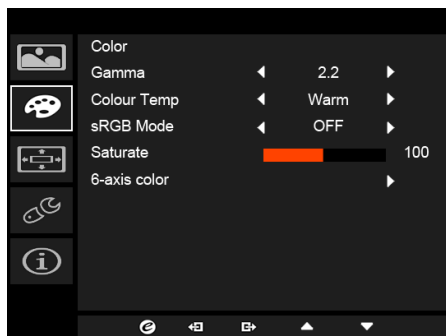 Color
Gamma 2.2
Colour Temp Warm
sRGB Mode OFF
Saturate 100
6-axis color